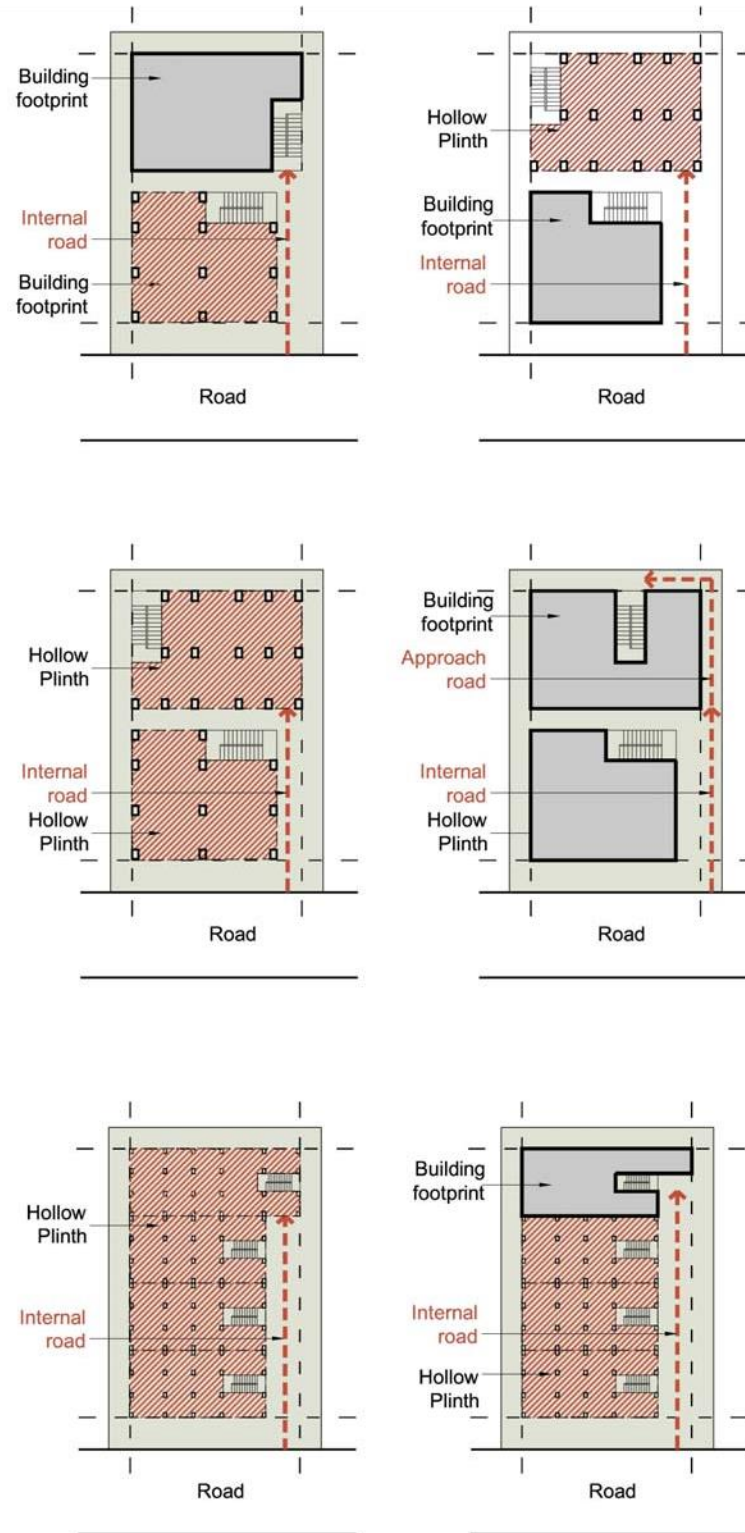 Building
footprint
Internal
road
Building
footprint
Road
Hollow
Plinth
Building
footprint
Internal
road
Road
Hollow
Plinth
Internal
road
Hollow
Plinth
Road
Building
footprint
Approach
road
Internal
road
Hollow
Plinth
Road
Hollow
Plinth
Internal
road
Road
Building
footprint
Internal
road
Hollow
Plinth
Road